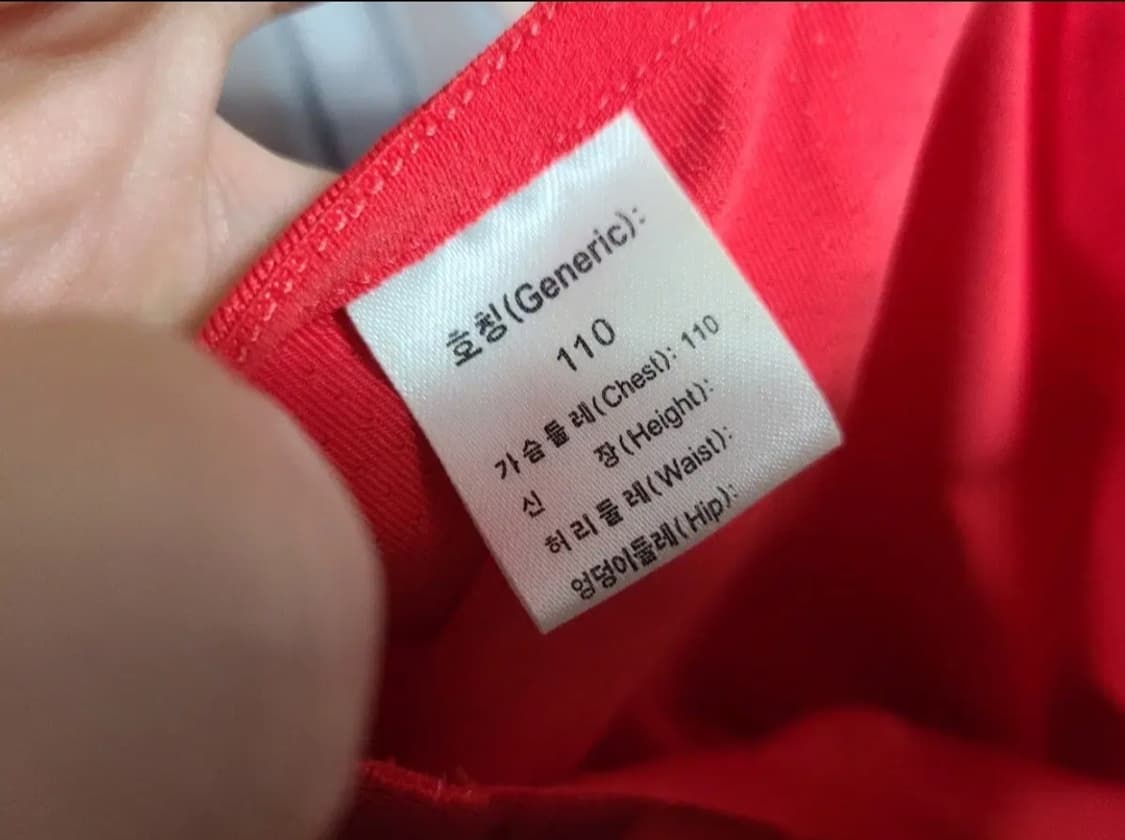 호칭(Generic):
110
가슴둘레(Chest): 110
신 장(Height):
허리둘레(Waist):
엉덩이둘레(Hip):